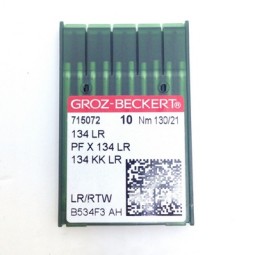 GROZ-BECKERT®
715072 10 Nm 130/21
134 LR
PF X 134 LR
134 KK LR
LR/RTW
B534F3 AH